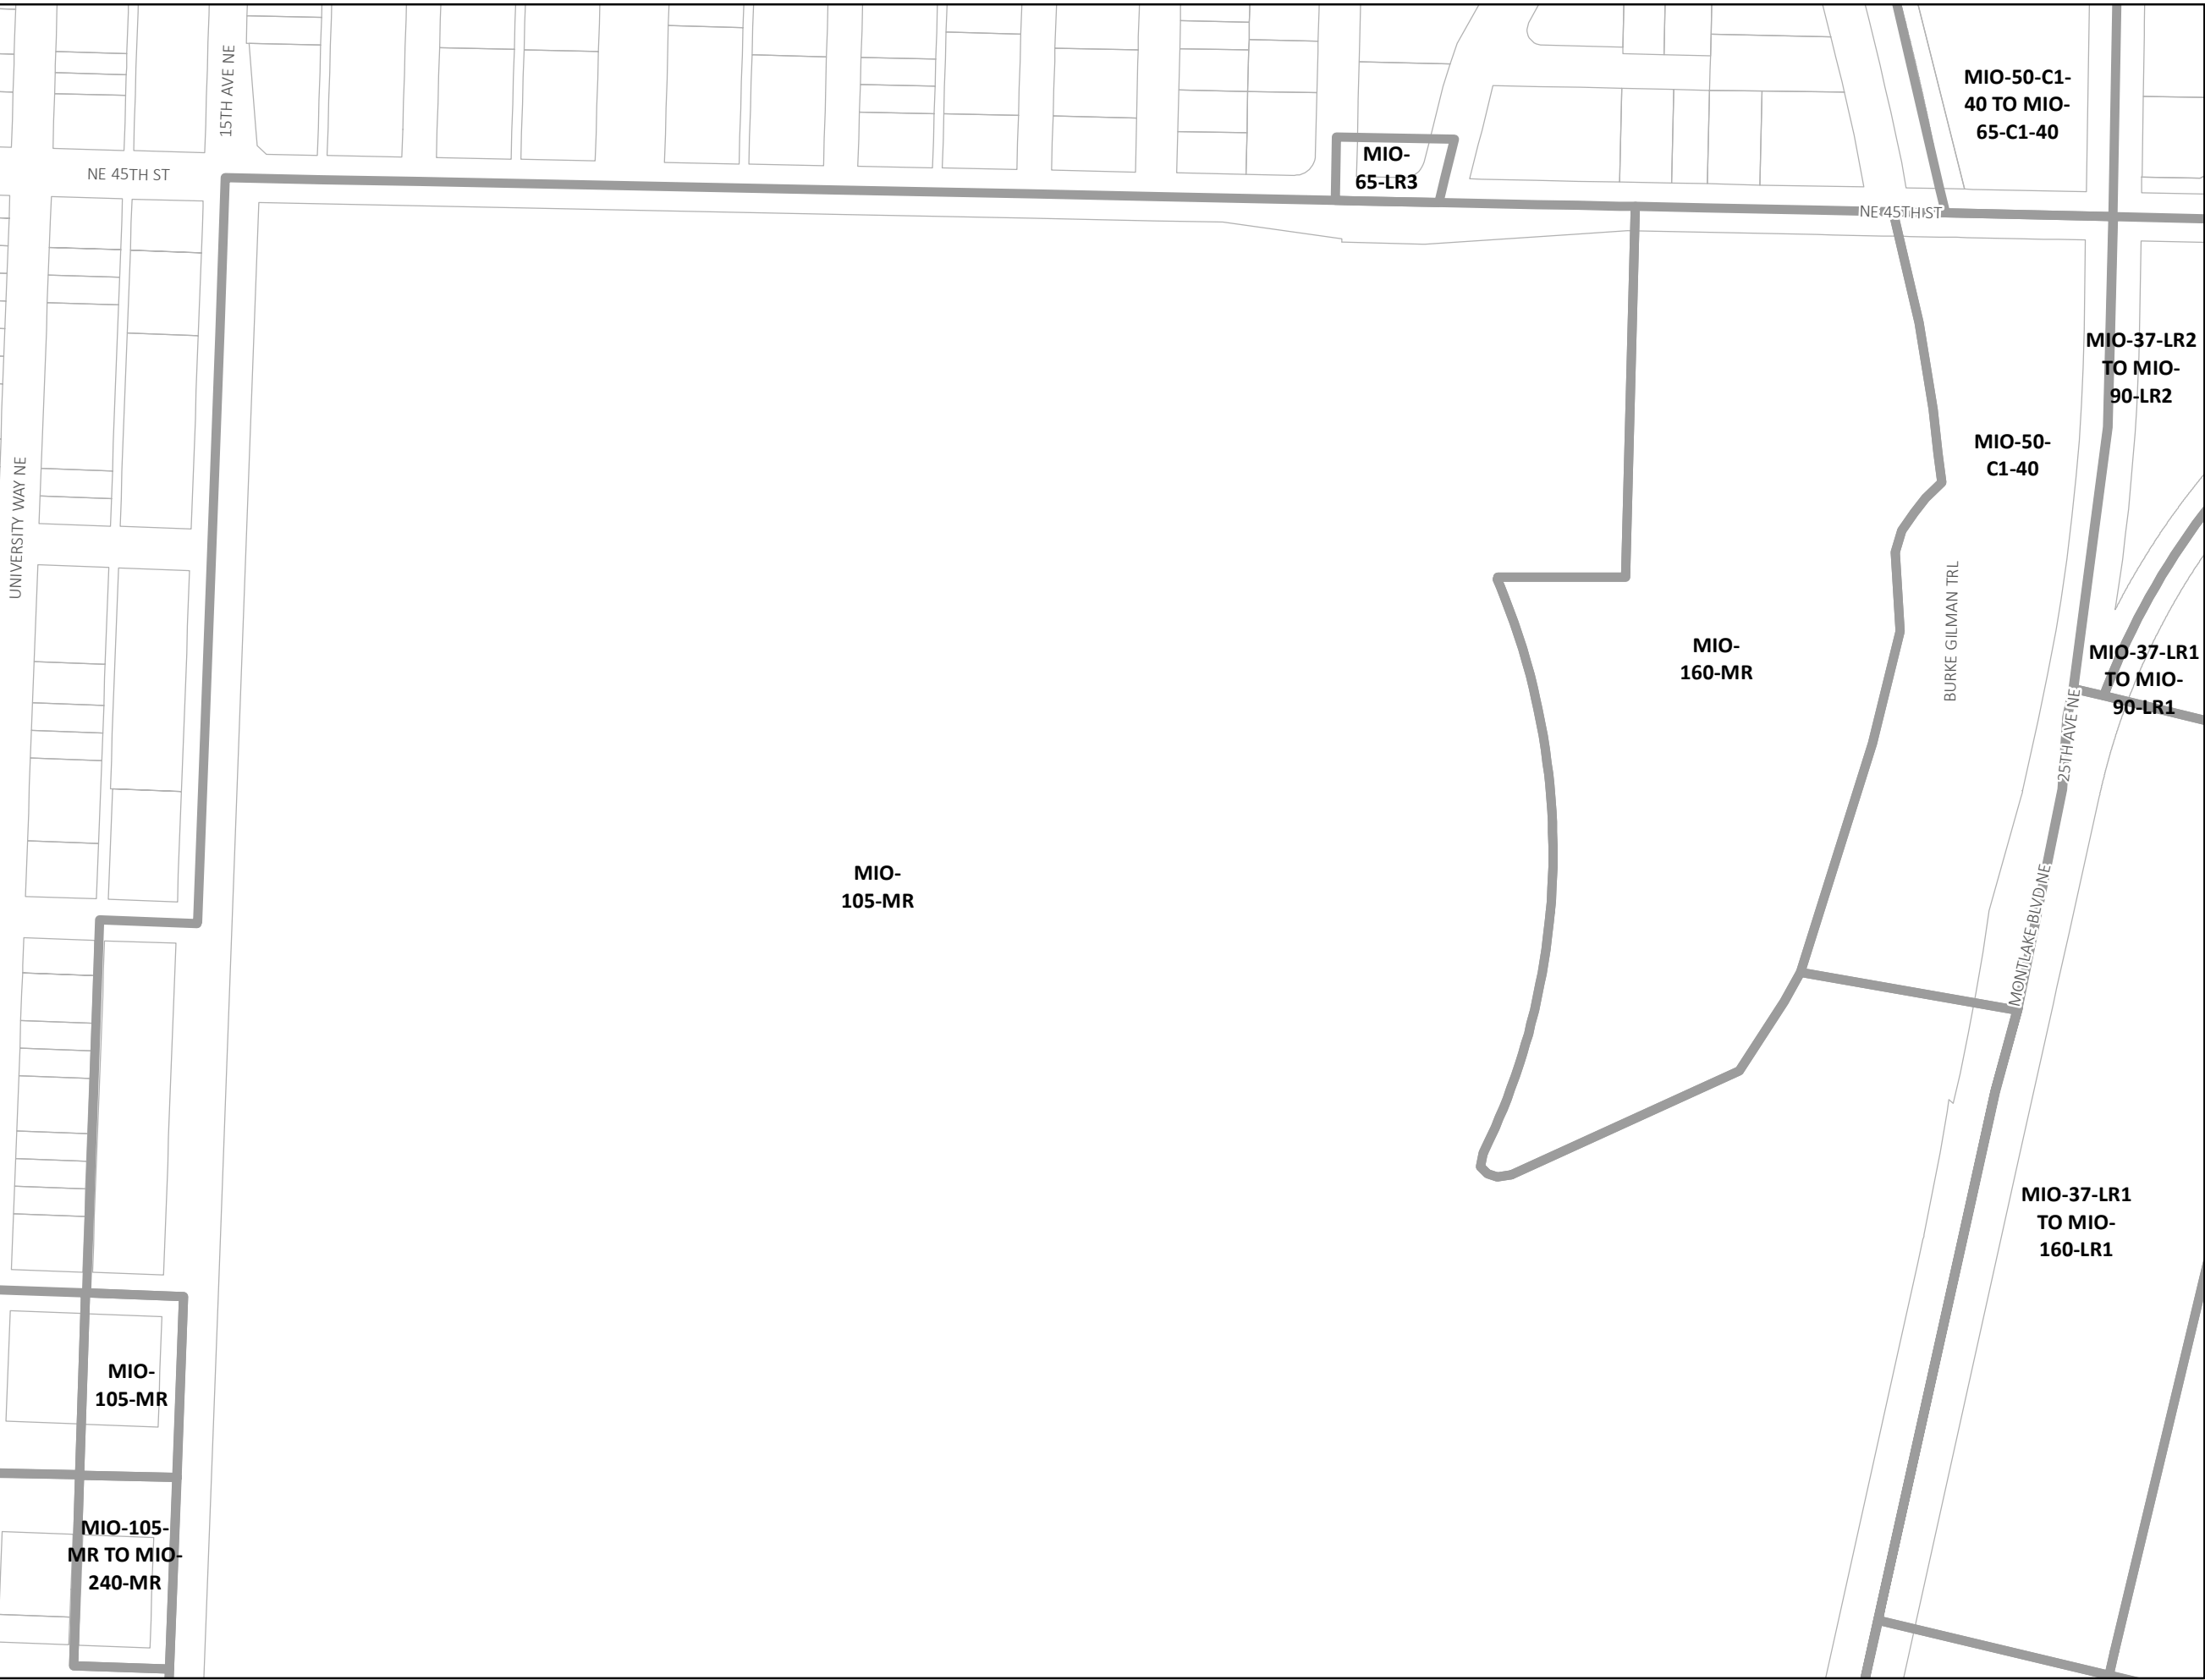 15TH AVE NE
MIO-50-C1-
40 TO MIO-
65-C1-40
MIO-
65-LR3
NE 45TH ST
NE 45TH ST
MIO-37-LR2
TO MIO-
90-LR2
MIO-50-
C1-40
UNIVERSITY WAY NE
BURKE GILMAN TRL
MIO-
160-MR
MIO-37-LR1
TO MIO-
90-LR1
25TH AVE NE
MIO-
105-MR
MONTLAKE BLVD NE
MIO-37-LR1
TO MIO-
160-LR1
MIO-
105-MR
MIO-105-
MR TO MIO-
240-MR